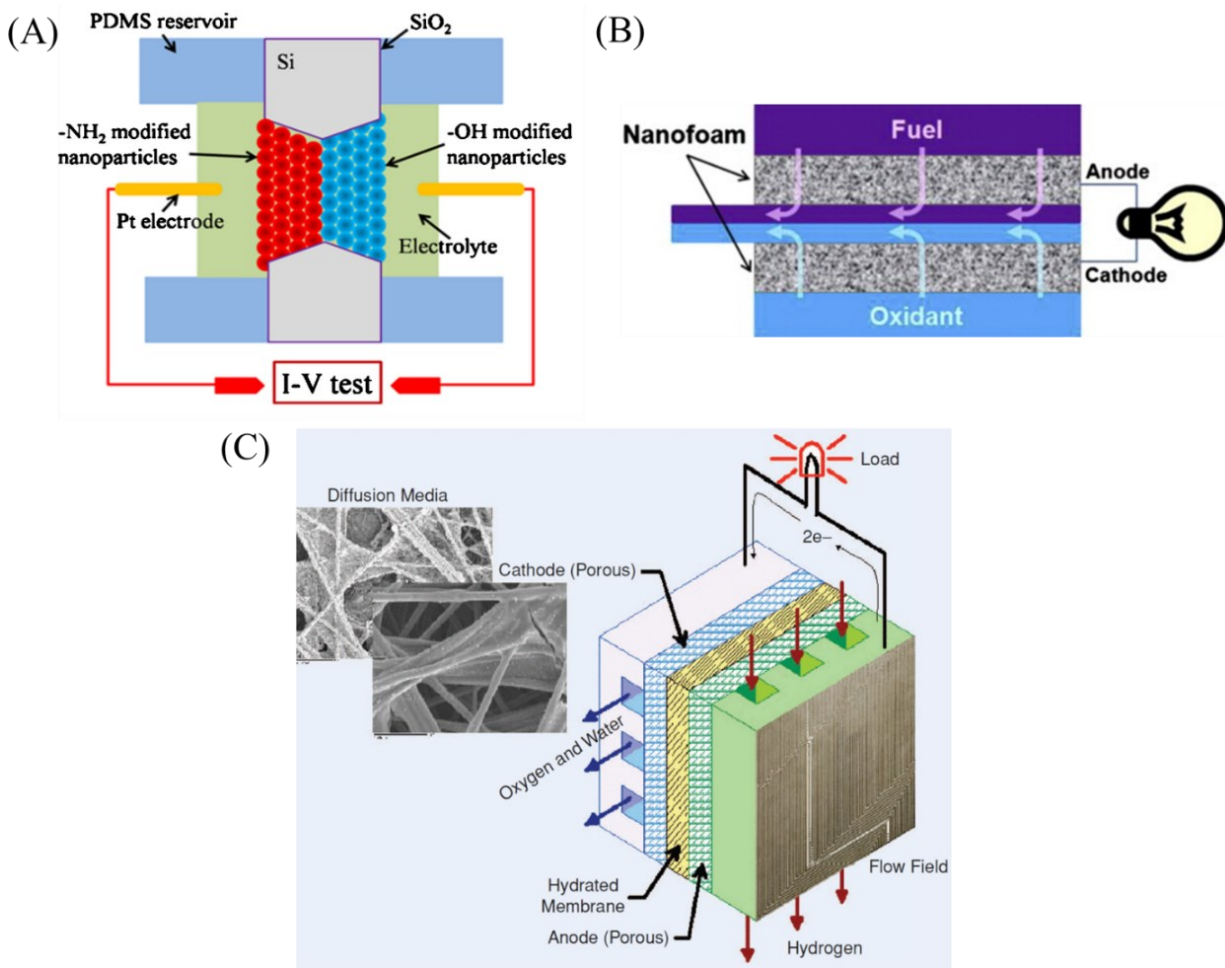 (A)
PDMS reservoir
SiO₂
Si
-NH₂ modified
nanoparticles
-OH modified
nanoparticles
Pt electrode
Electrolyte
I-V test
(B)
Nanofoam
Fuel
Anode
Cathode
Oxidant
(C)
Load
Diffusion Media
2e–
Cathode (Porous)
Oxygen and Water
Flow Field
Hydrated
Membrane
Anode (Porous)
Hydrogen